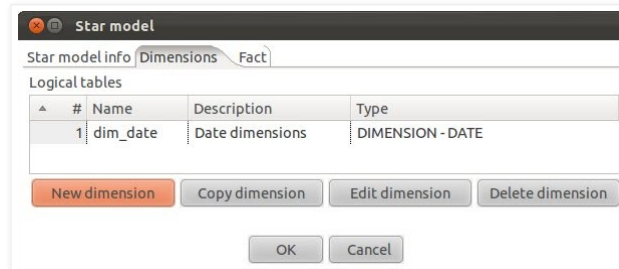 Star model
Star model info Dimensions Fact
Logical tables
# Name Description Type
1 dim_date Date dimensions DIMENSION - DATE
New dimension Copy dimension Edit dimension Delete dimension
OK Cancel